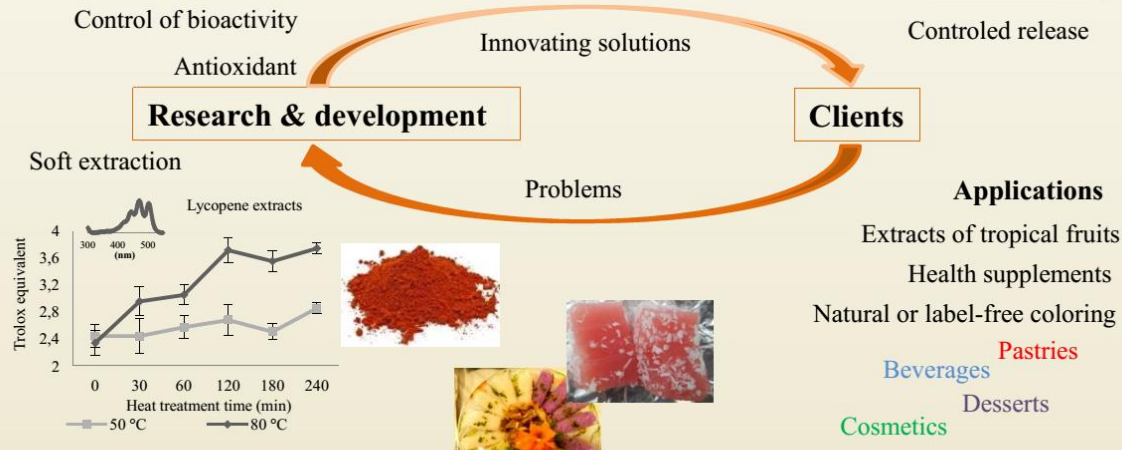 Control of bioactivity
Innovating solutions
Controled release
Antioxidant
Research & development
Clients
Soft extraction
Problems
Applications
Lycopene extracts
300 400 500
(nm)
Trolox equivalent
4
3,6
3,2
2,8
2,4
2
0 30 60 120 180 240
Heat treatment time (min)
50 ºC 80 ºC
Extracts of tropical fruits
Health supplements
Natural or label-free coloring
Pastries
Beverages
Desserts
Cosmetics